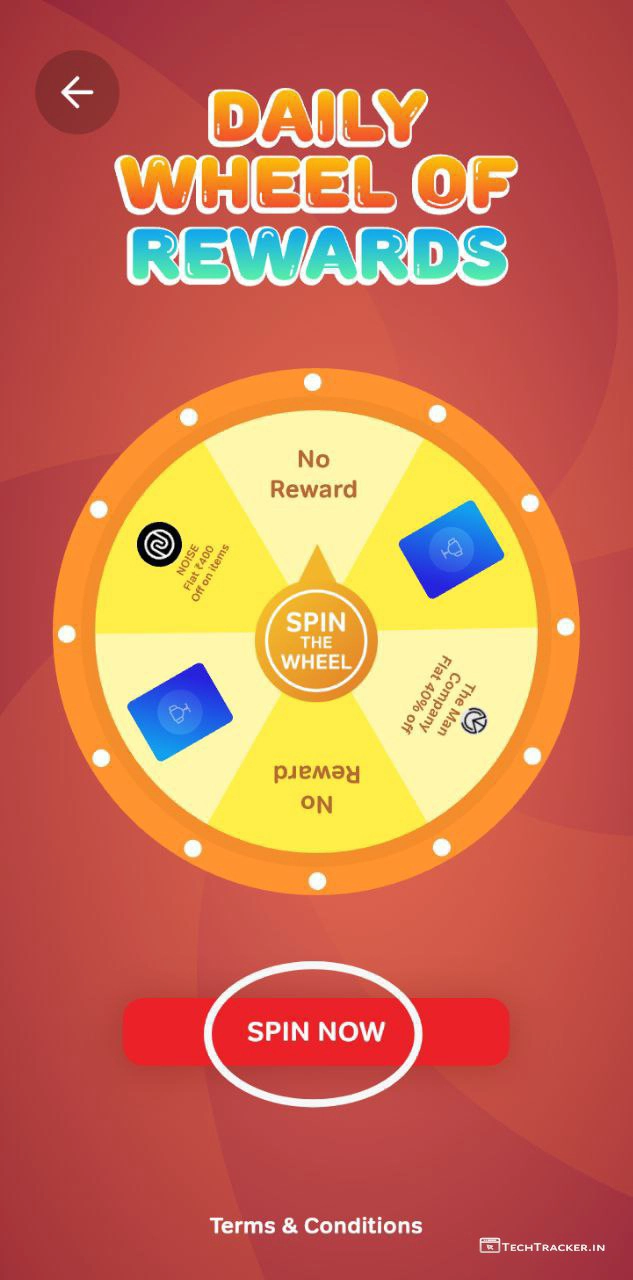 DAILY
WHEEL OF
REWARDS
No
Reward
NOISE
Flat ₹400
Off on items
SPIN
THE
WHEEL
The Man
Company
Flat 40% off
No
Reward
SPIN NOW
Terms & Conditions
TECHTRACKER.IN